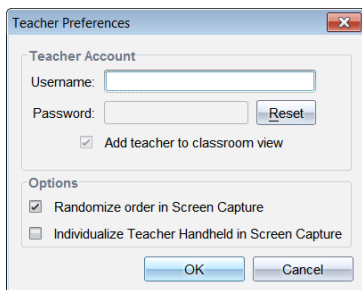 Teacher Preferences
Teacher Account
Username:
Password:
Reset
Add teacher to classroom view
Options
Randomize order in Screen Capture
Individualize Teacher Handheld in Screen Capture
OK
Cancel